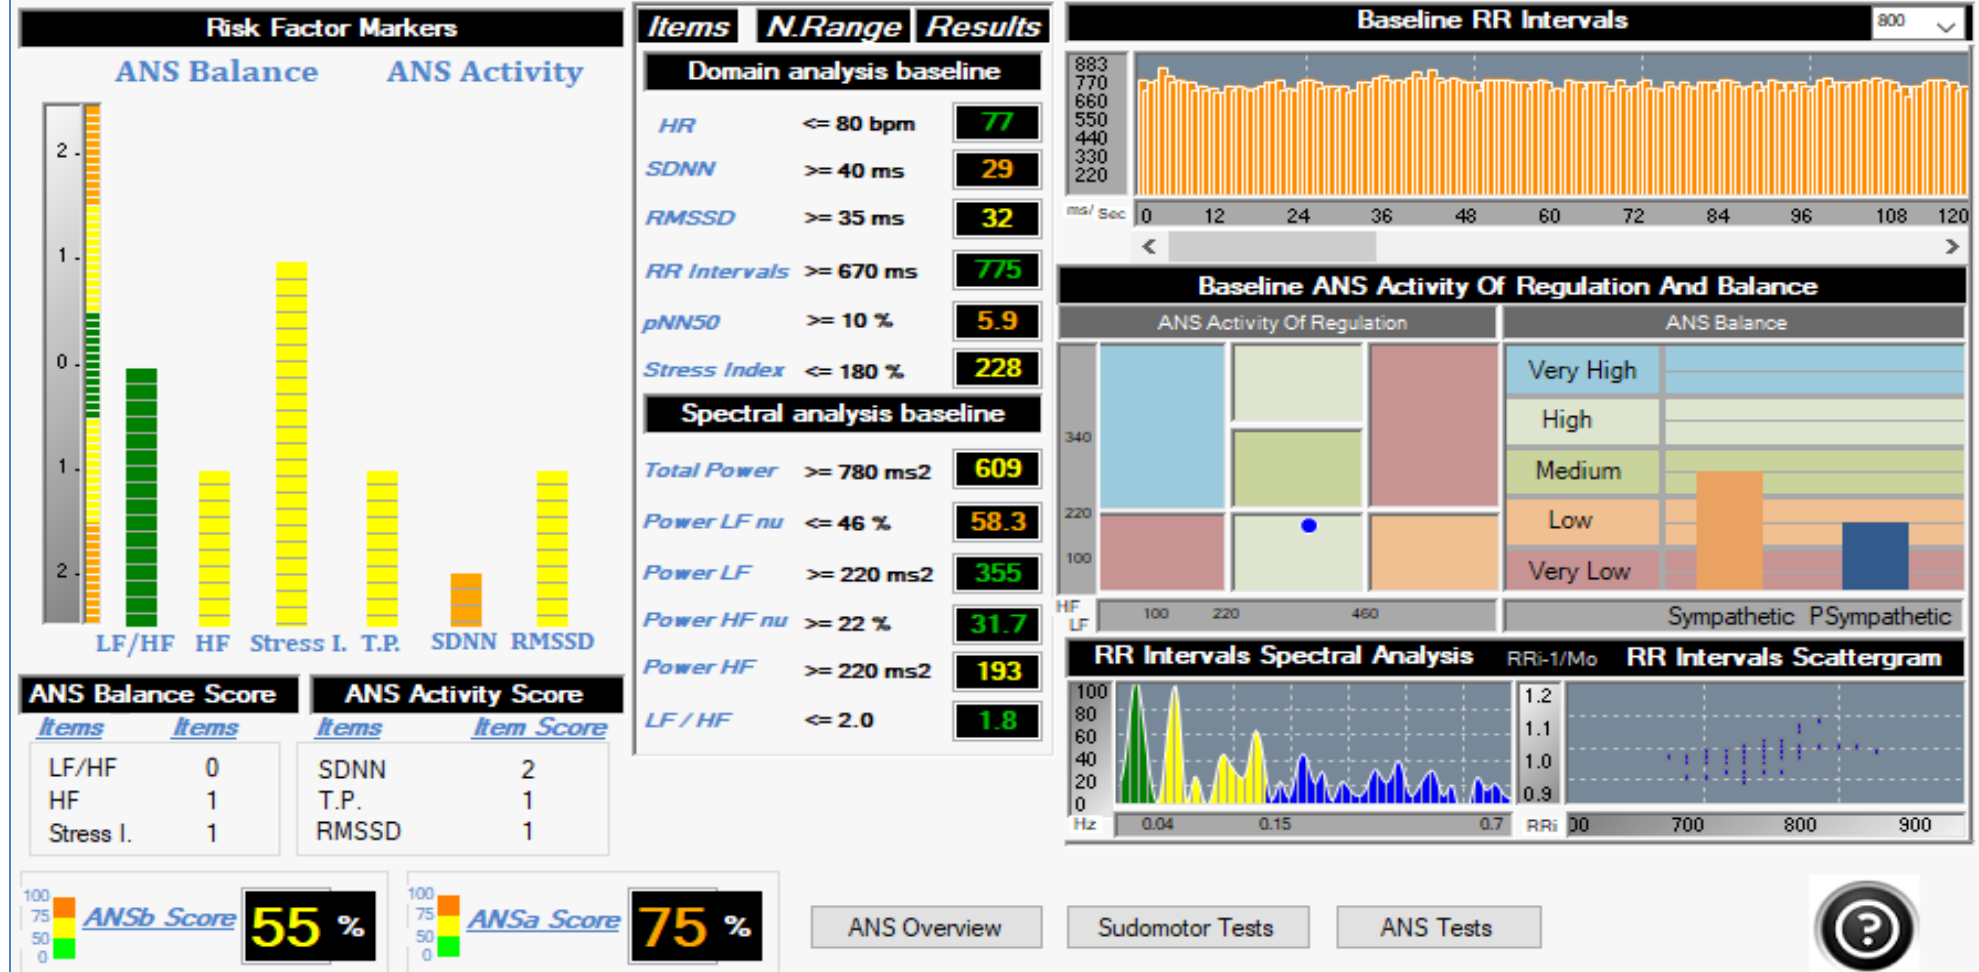 Risk Factor Markers
ANS Balance ANS Activity
2
1
0
1
2
LF/HF HF Stress I. T.P. SDNN RMSSD
ANS Balance Score
Items Items
LF/HF 0
HF 1
Stress I. 1
ANS Activity Score
Items Item Score
SDNN 2
T.P. 1
RMSSD 1
100
75
50
0
ANSb Score 55 %
100
75
50
0
ANSa Score 75 %
Items N.Range Results
Domain analysis baseline
HR <= 80 bpm 77
SDNN >= 40 ms 29
RMSSD >= 35 ms 32
RR Intervals >= 670 ms 775
pNN50 >= 10 % 5.9
Stress Index <= 180 % 228
Spectral analysis baseline
Total Power >= 780 ms2 609
Power LF nu <= 46 % 58.3
Power LF >= 220 ms2 355
Power HF nu >= 22 % 31.7
Power HF >= 220 ms2 193
LF / HF <= 2.0 1.8
Baseline RR Intervals 800
883
770
660
550
440
330
220
ms/ Sec 0 12 24 36 48 60 72 84 96 108 120
Baseline ANS Activity Of Regulation And Balance
ANS Activity Of Regulation
340
220
100
HF
LF 100 220 460
ANS Balance
Very High
High
Medium
Low
Very Low
Sympathetic PSympathetic
RR Intervals Spectral Analysis
100
80
60
40
20
0
Hz 0.04 0.15 0.7
RRi-1/Mo RR Intervals Scattergram
1.2
1.1
1.0
0.9
RRi 00 700 800 900
ANS Overview Sudomotor Tests ANS Tests
?